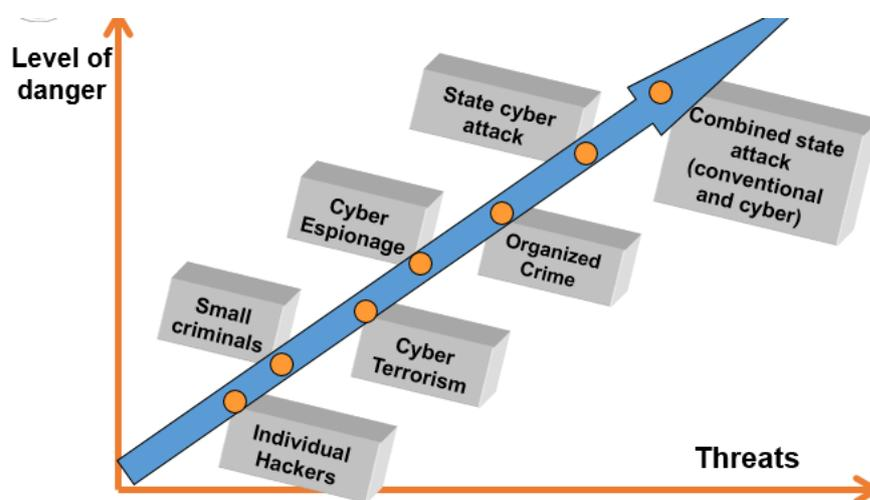 Level of
danger
State cyber
attack
Combined state
attack
(conventional
and cyber)
Cyber
Espionage
Organized
Crime
Small
criminals
Cyber
Terrorism
Individual
Hackers
Threats